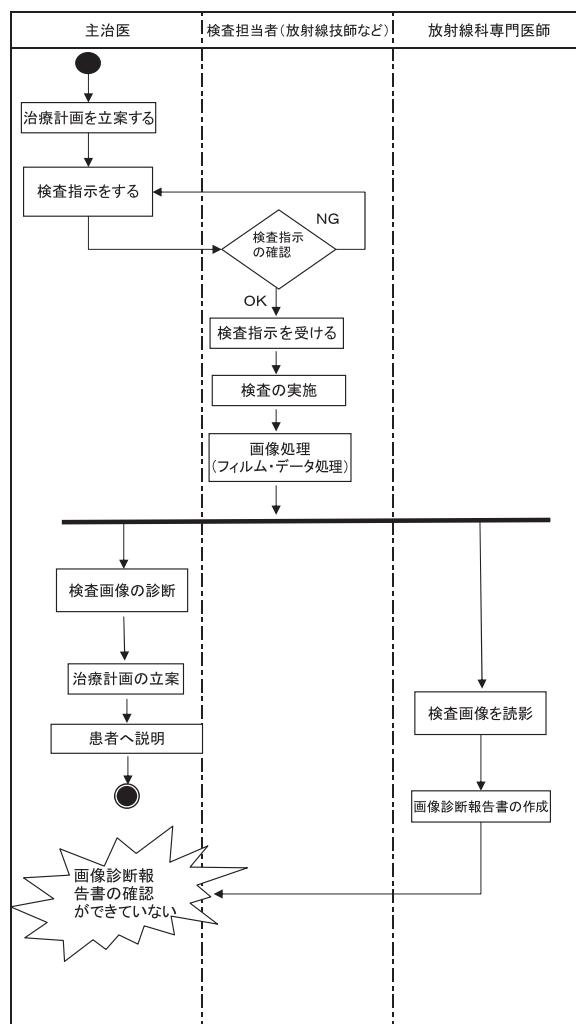 主治医
検査担当者(放射線技師など)
放射線科専門医師
治療計画を立案する
検査指示をする
NG
検査指示
の確認
OK
検査指示を受ける
検査の実施
画像処理
(フィルム・データ処理)
検査画像の診断
治療計画の立案
検査画像を読影
患者へ説明
画像診断報告書の作成
画像診断報
告書の確認
ができていない